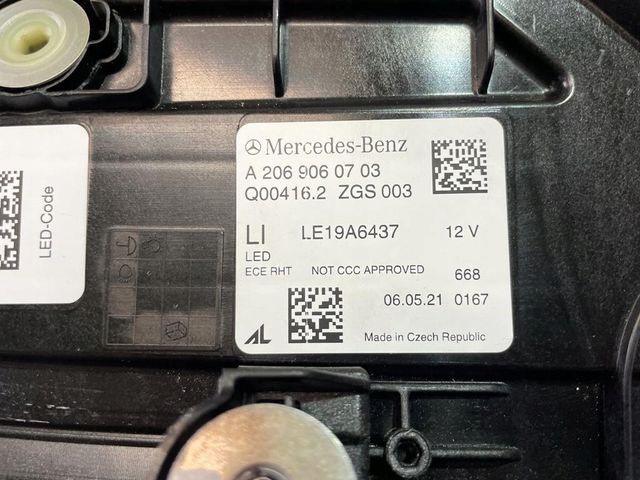 LED-Code
Mercedes-Benz
A 206 906 07 03
Q00416.2 ZGS 003
LI LE19A6437 12 V
LED
ECE RHT NOT CCC APPROVED 668
06.05.21 0167
AL Made in Czech Republic